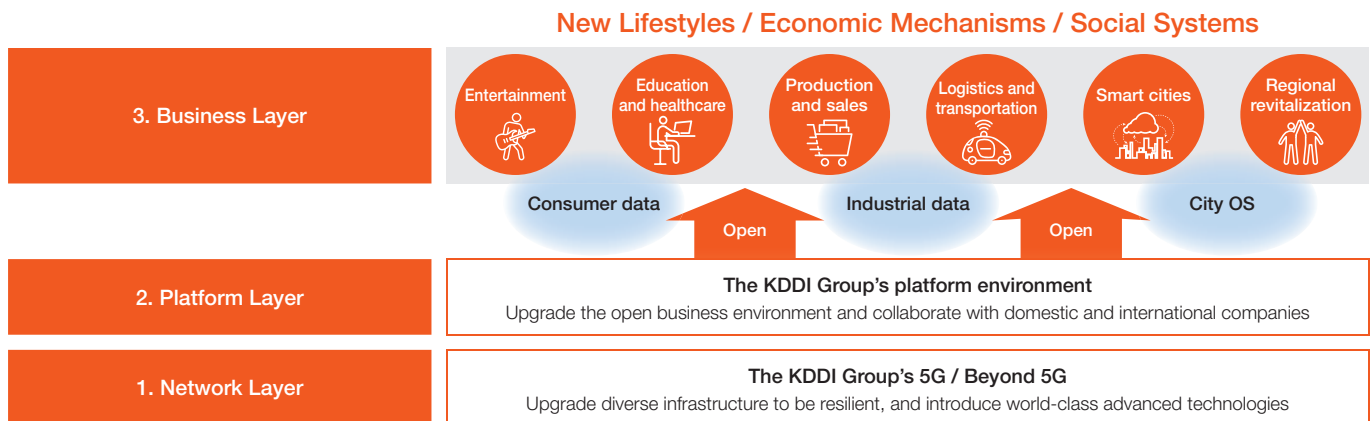 New Lifestyles / Economic Mechanisms / Social Systems
3. Business Layer
Entertainment
Education
and healthcare
Production
and sales
Logistics and
transportation
Smart cities
Regional
revitalization
Consumer data
Industrial data
City OS
Open
Open
2. Platform Layer
The KDDI Group’s platform environment
Upgrade the open business environment and collaborate with domestic and international companies
1. Network Layer
The KDDI Group’s 5G / Beyond 5G
Upgrade diverse infrastructure to be resilient, and introduce world-class advanced technologies